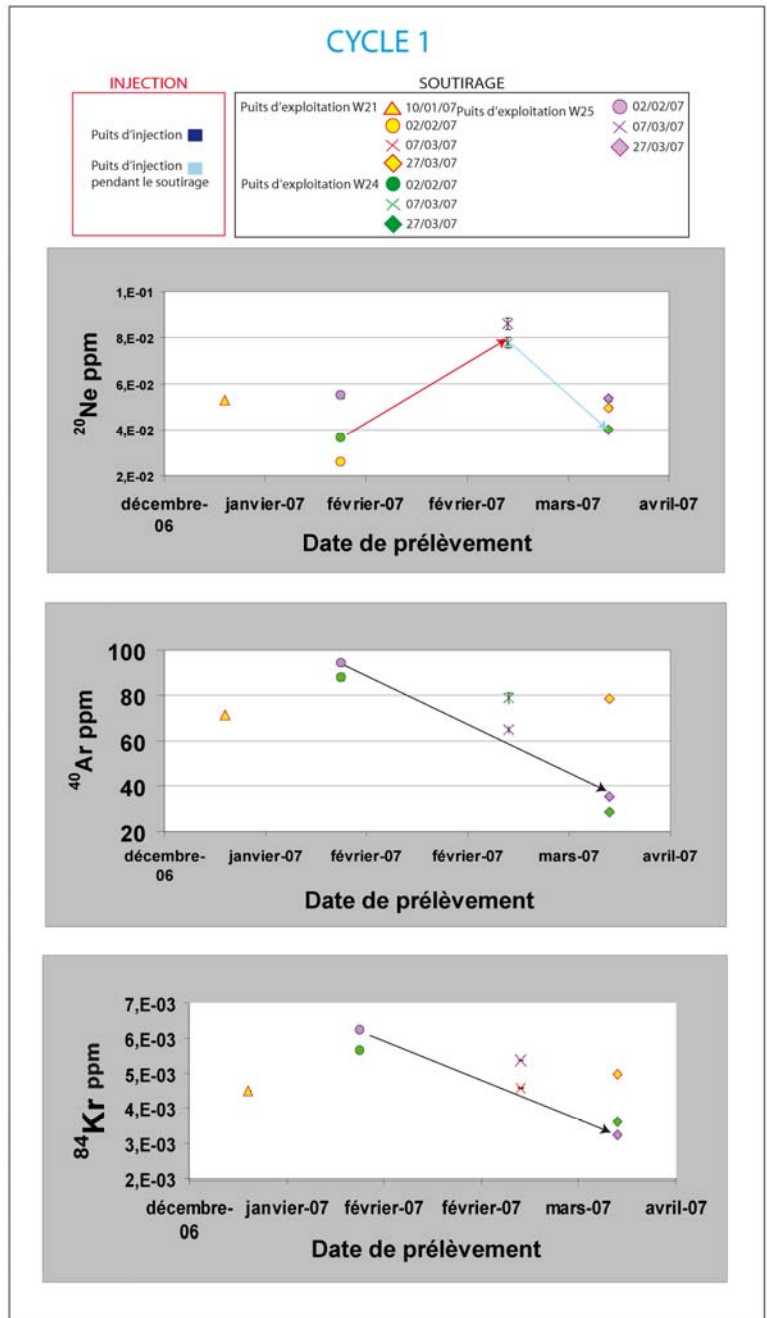 CYCLE 1
INJECTION
Puits d'injection
Puits d'injection
pendant le soutirage
SOUTIRAGE
Puits d'exploitation W21 10/01/07
02/02/07
07/03/07
27/03/07
Puits d'exploitation W24 02/02/07
07/03/07
27/03/07
Puits d'exploitation W25 02/02/07
07/03/07
27/03/07
20Ne ppm
1,E-01
8,E-02
6,E-02
4,E-02
2,E-02
décembre-06 janvier-07 février-07 février-07 mars-07 avril-07
Date de prélèvement
40Ar ppm
100
80
60
40
20
décembre-06 janvier-07 février-07 février-07 mars-07 avril-07
Date de prélèvement
84Kr ppm
7,E-03
6,E-03
5,E-03
4,E-03
3,E-03
2,E-03
décembre-06 janvier-07 février-07 février-07 mars-07 avril-07
Date de prélèvement